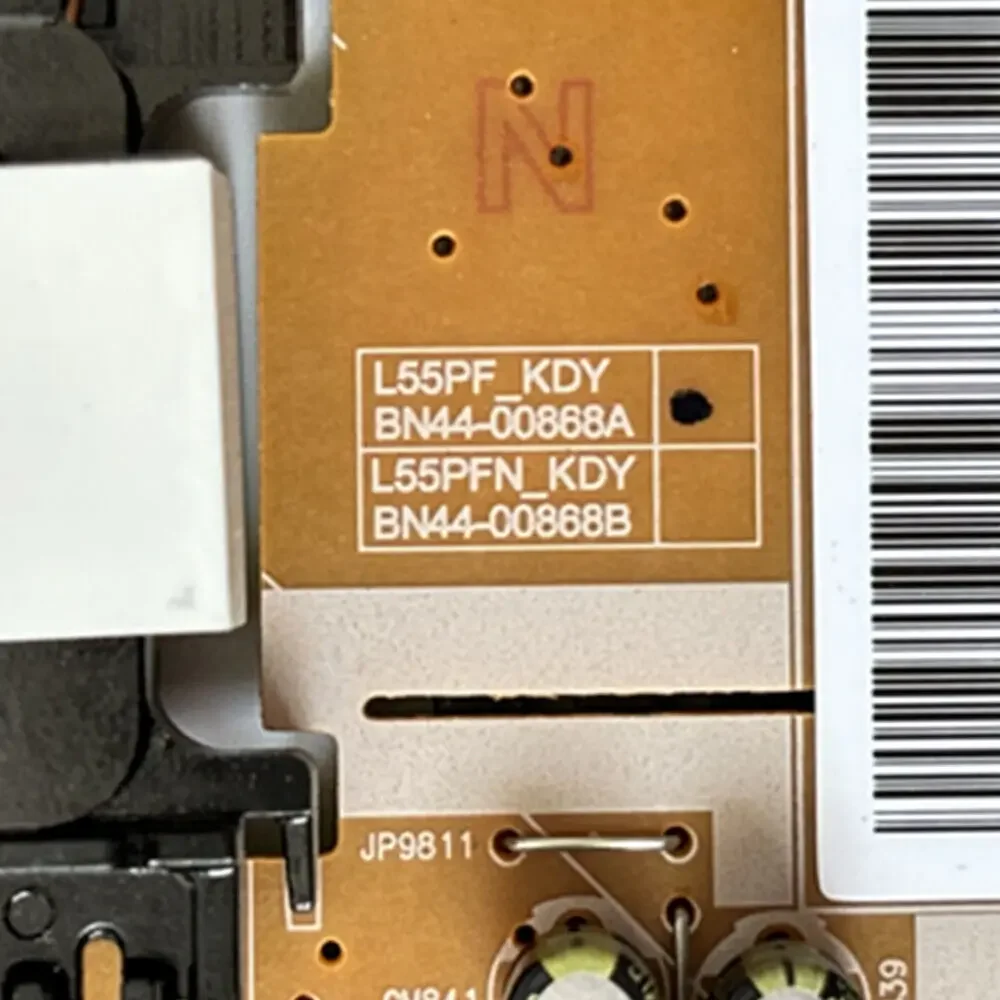 N
L55PF_KDY
BN44-00868A
L55PFN_KDY
BN44-00868B
JP9811